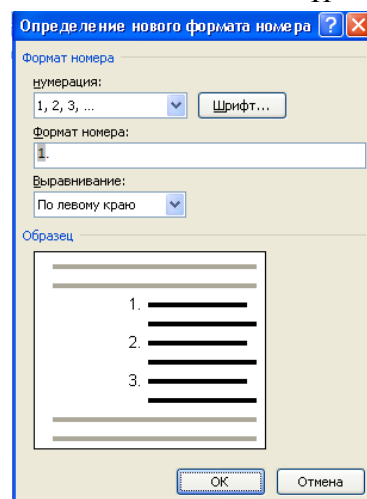 Определение нового формата номера
Формат номера
нумерация:
1, 2, 3, ...
Шрифт...
Формат номера:
1.
Выравнивание:
По левому краю
Образец
1.
2.
3.
ОК
Отмена